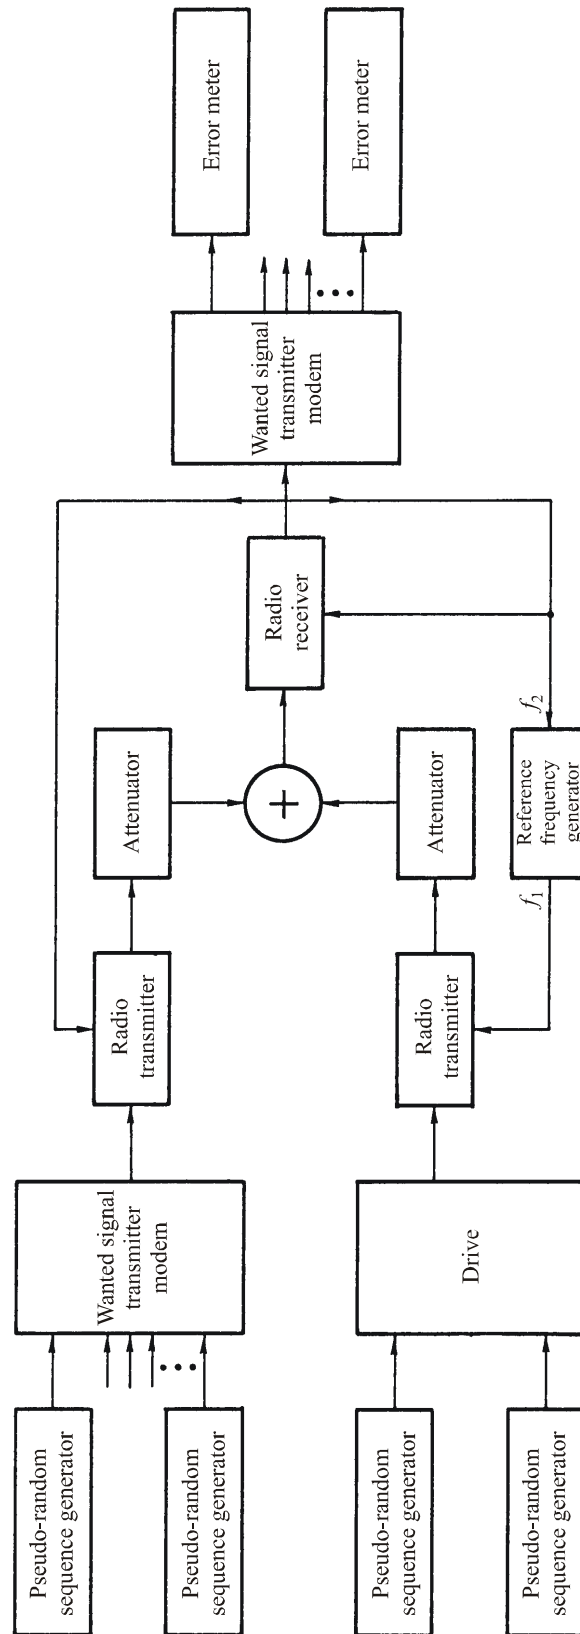 Pseudo-random
sequence generator
Pseudo-random
sequence generator
Pseudo-random
sequence generator
Pseudo-random
sequence generator
Wanted signal
transmitter
modem
Drive
Radio
transmitter
Radio
transmitter
Attenuator
Attenuator
+
f1
Reference
frequency
generator
f2
Radio
receiver
Wanted signal
transmitter
modem
Error meter
Error meter